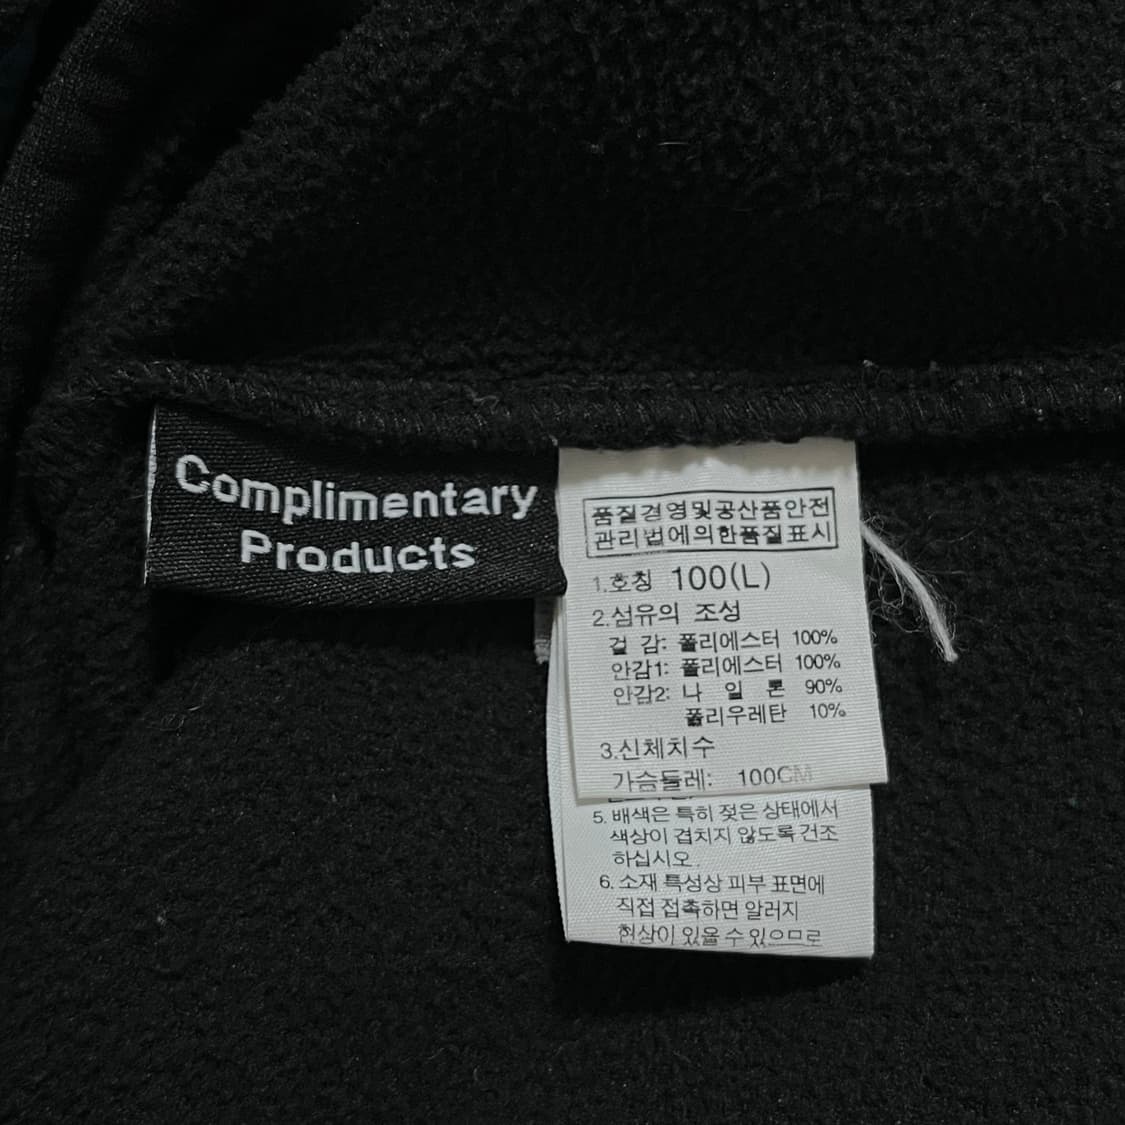 Complimentary
Products
품질경영및공산품안전
관리법에의한품질표시
1.호칭 100(L)
2.섬유의 조성
겉 감: 폴리에스터 100%
안감1: 폴리에스터 100%
안감2: 나 일 론 90%
폴리우레탄 10%
3.신체치수
가슴둘레: 100CM
5. 배색은 특히 젖은 상태에서
색상이 겹치지 않도록 건조
하십시오.
6. 소재 특성상 피부 표면에
직접 접촉하면 알러지
현상이 있을 수 있으므로